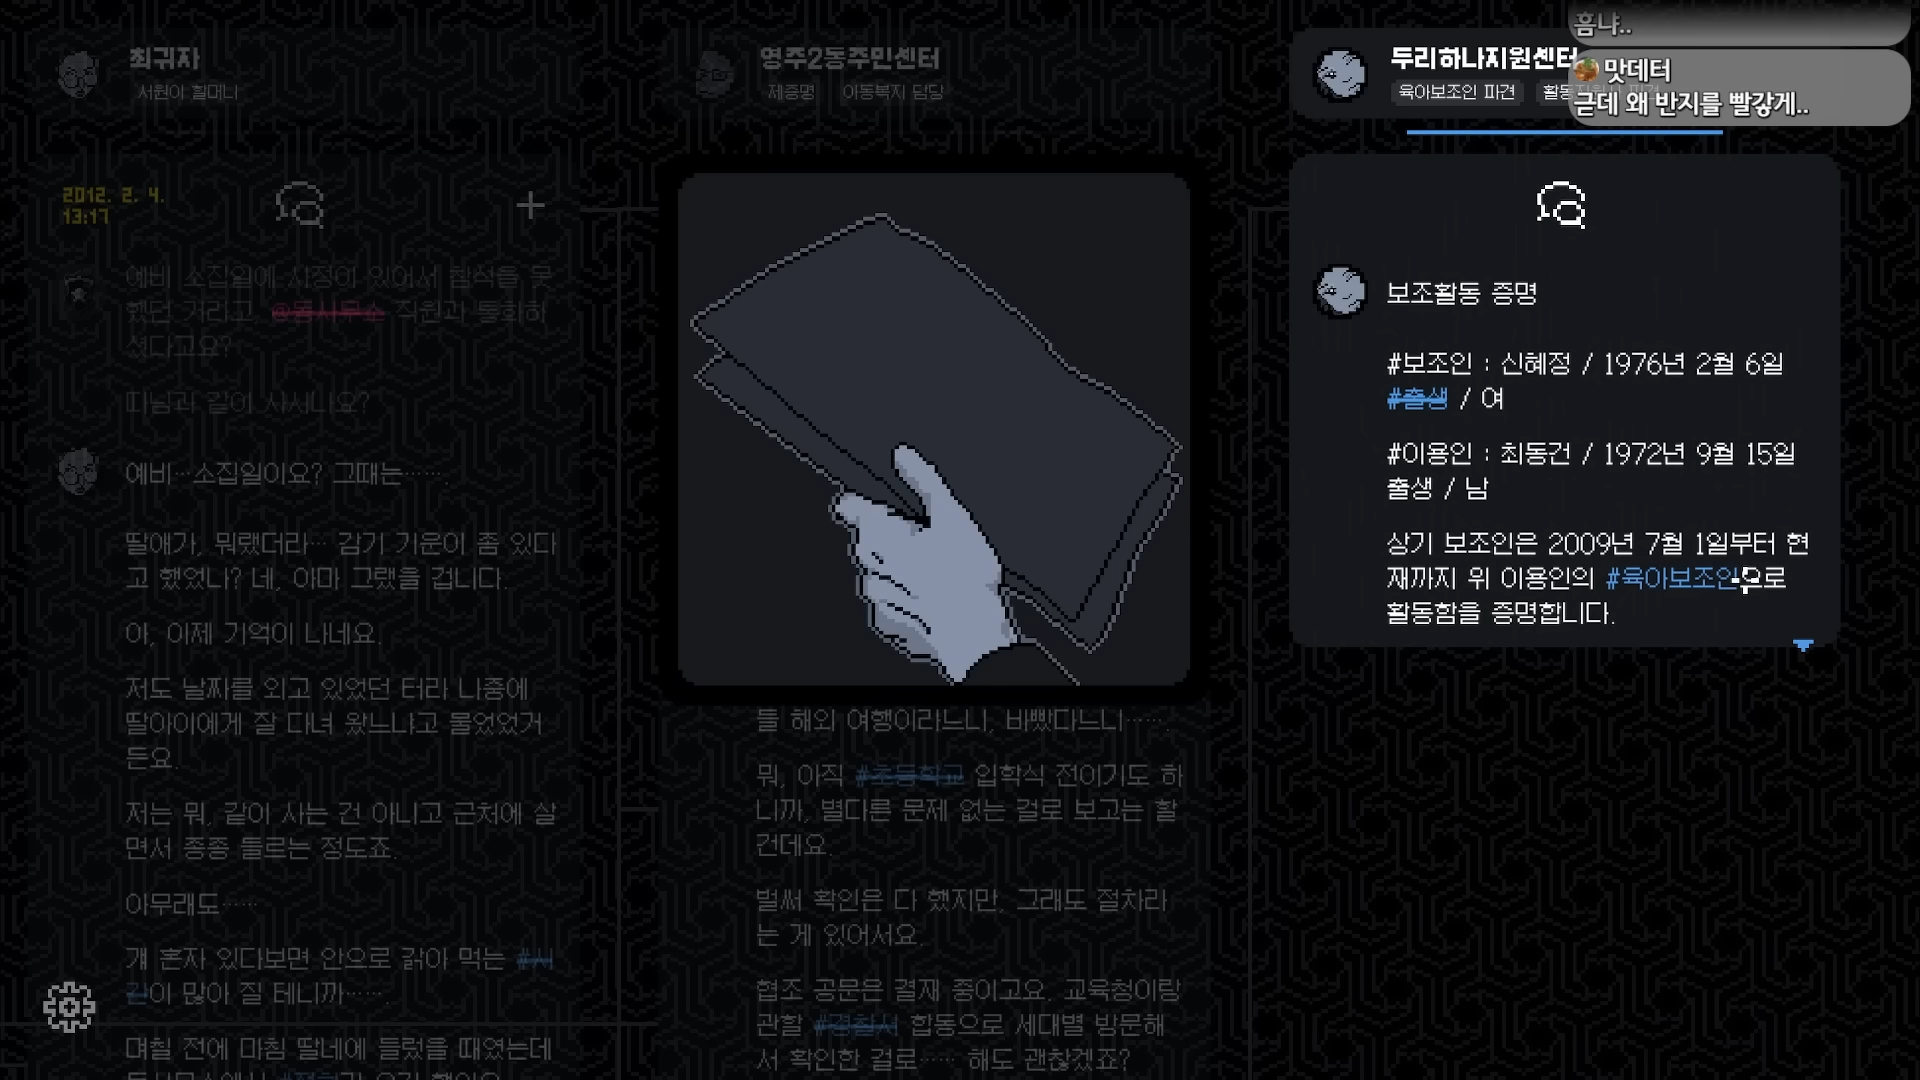 최귀자
서원이 할머니
2012. 2. 4.
13:17
예비 소집일에 사정이 있어서 참석을 못
했던 거라고, @동사무소 직원과 통화하
셨다고요?
따님과 같이 사시나요?
예비…소집일이요? 그때는…….
딸애가, 뭐랬더라… 감기 기운이 좀 있다
고 했었나? 네, 아마 그랬을 겁니다.
아, 이제 기억이 나네요.
저도 날짜를 외고 있었던 터라 나중에
딸아이에게 잘 다녀 왔느냐고 물었었거
든요.
저는 뭐, 같이 사는 건 아니고 근처에 살
면서 종종 들르는 정도죠.
아무래도……
걔 혼자 있다보면 안으로 갉아 먹는 #시
간이 많아 질 테니까…….
며칠 전에 마침 딸네에 들렀을 때였는데
영주2동주민센터
제증명
아동복지 담당
들 해외 여행이라느니, 바빴다느니…….
뭐, 아직 #초등학교 입학식 전이기도 하
니까, 별다른 문제 없는 걸로 보고는 할
건데요.
벌써 확인은 다 했지만, 그래도 절차라
는 게 있어서요.
협조 공문은 결재 중이고요. 교육청이랑
관할 #경찰서 합동으로 세대별 방문해
서 확인한 걸로…… 해도 괜찮겠죠?
두리하나지원센터
육아보조인 파견
흠냐..
맛데터
근데 왜 반지를 빨갛게..
보조활동 증명
#보조인 : 신혜정 / 1976년 2월 6일
#출생 / 여
#이용인 : 최동건 / 1972년 9월 15일
출생 / 남
상기 보조인은 2009년 7월 1일부터 현
재까지 위 이용인의 #육아보조인으로
활동함을 증명합니다.